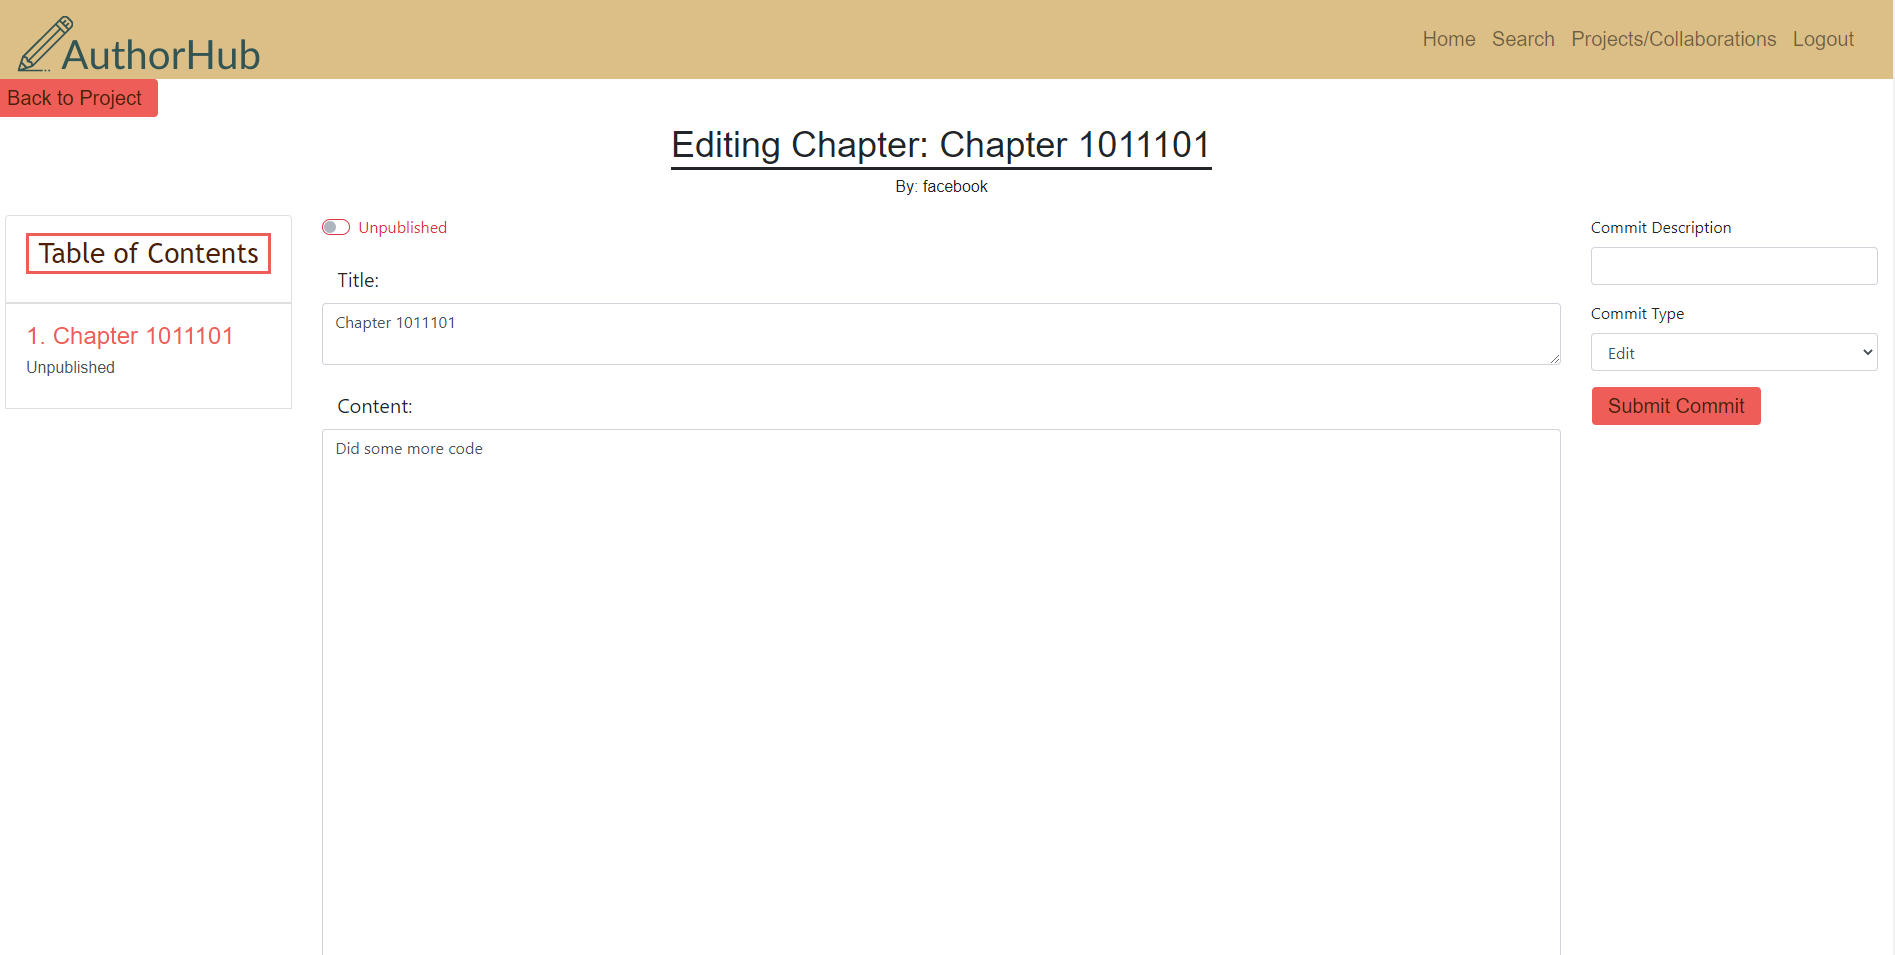 AuthorHub
Home Search Projects/Collaborations Logout
Back to Project
Editing Chapter: Chapter 1011101
By: facebook
Table of Contents
1. Chapter 1011101
Unpublished
Unpublished
Title:
Chapter 1011101
Content:
Did some more code
Commit Description
Commit Type
Edit
Submit Commit